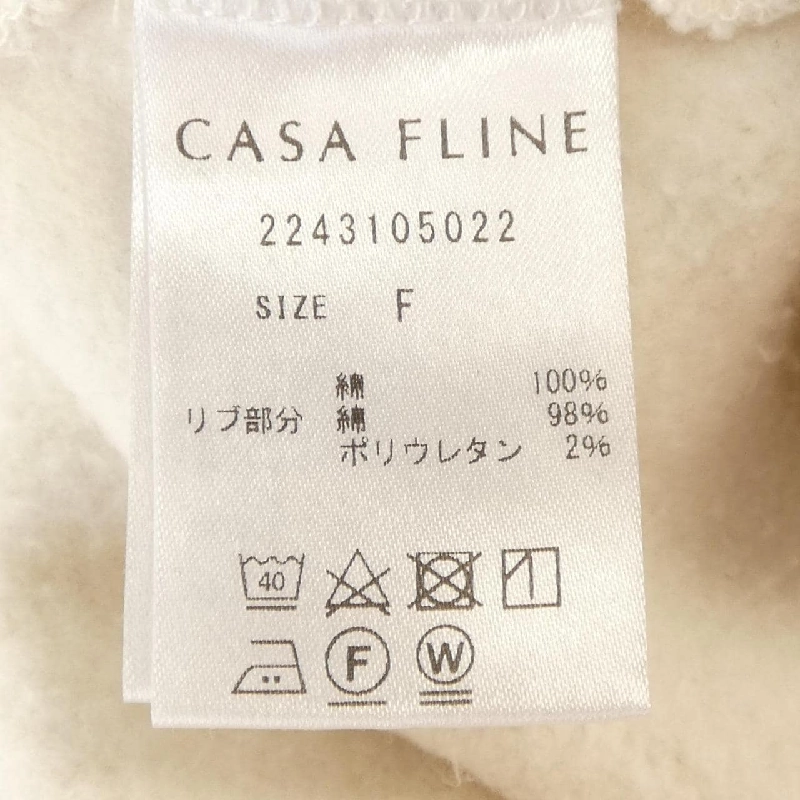 CASA FLINE
2243105022
SIZE F
綿 100%
リブ部分 綿 98%
ポリウレタン 2%
40
F W